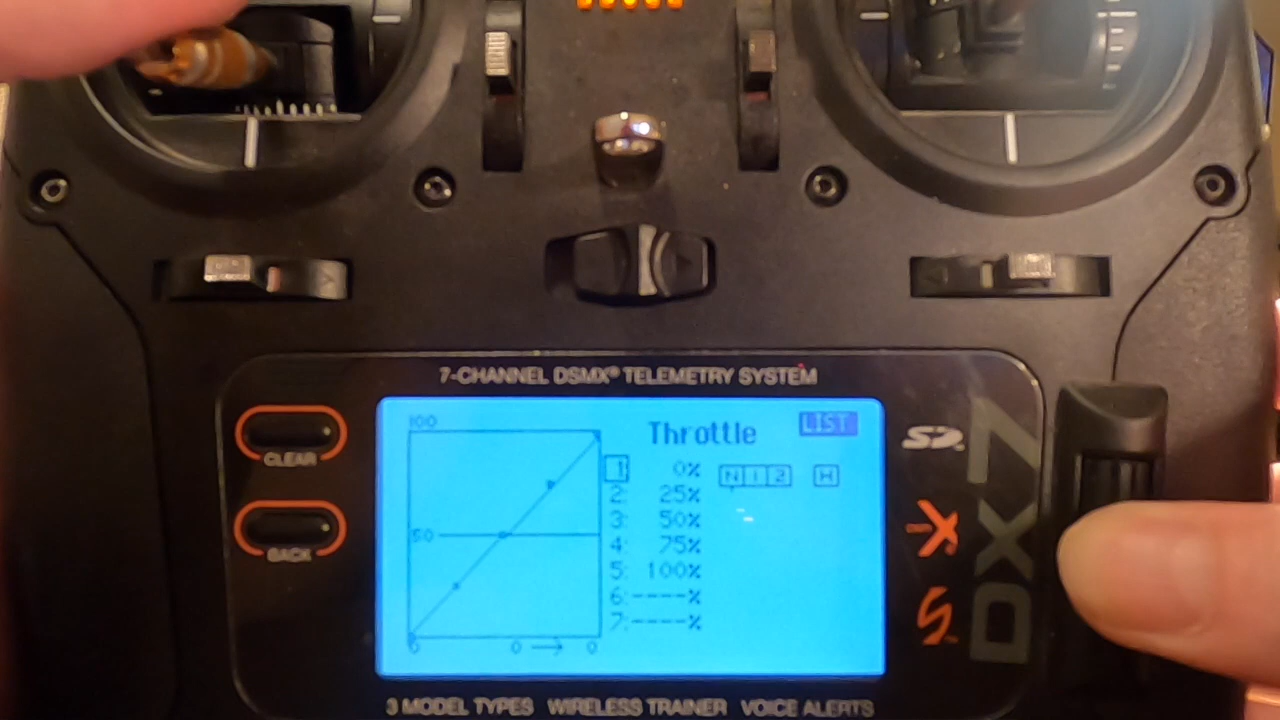 7-CHANNEL DSMX® TELEMETRY SYSTEM
CLEAR
BACK
100
50
0
0 → 0
Throttle
LIST
1: 0%
2: 25%
3: 50%
4: 75%
5: 100%
6:----%
7:----%
N 1 2 H
SD
X
DX7
3 MODEL TYPES WIRELESS TRAINER VOICE ALERTS